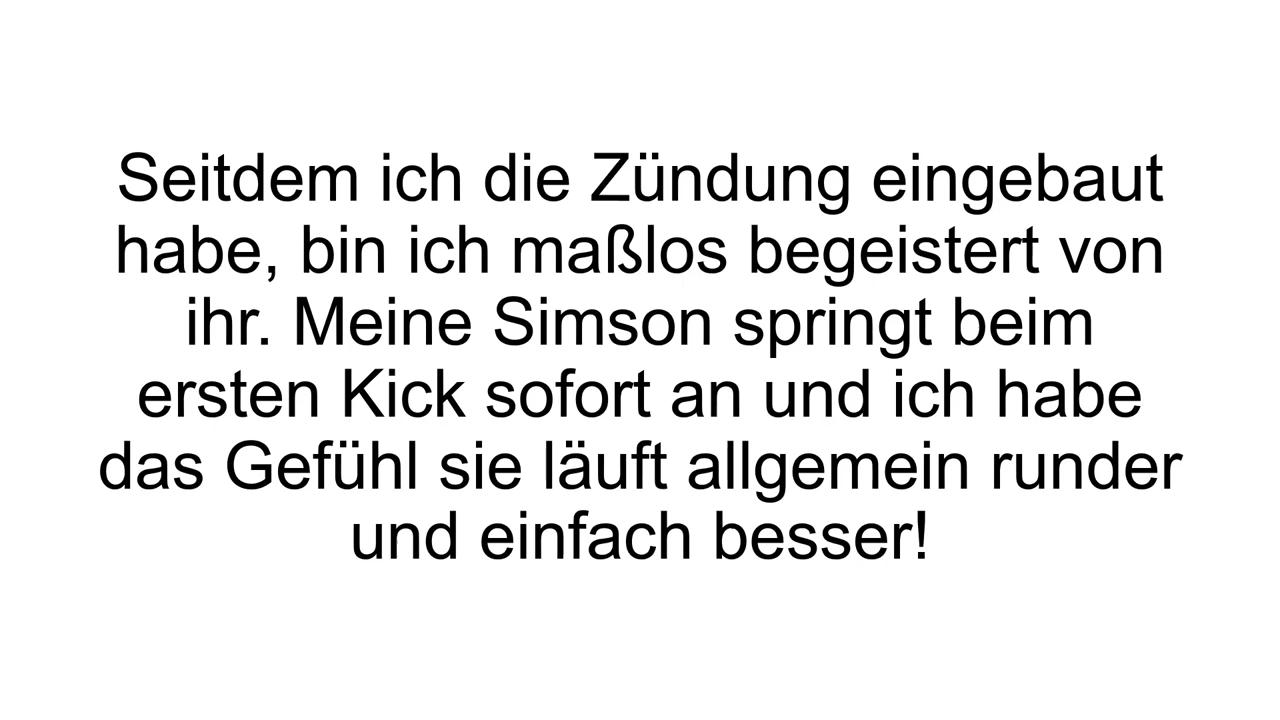 Seitdem ich die Zündung eingebaut
habe, bin ich maßlos begeistert von
ihr. Meine Simson springt beim
ersten Kick sofort an und ich habe
das Gefühl sie läuft allgemein runder
und einfach besser!